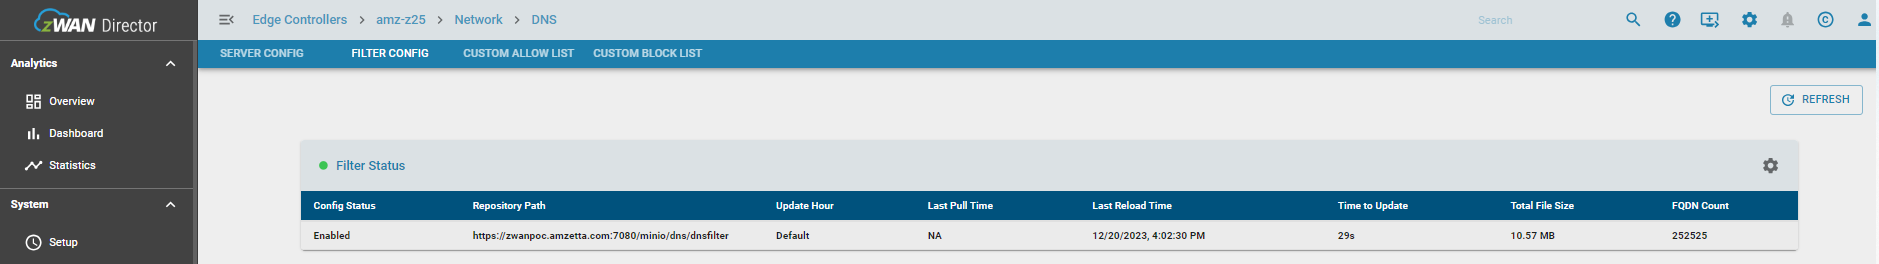 zWAN Director
Edge Controllers > amz-z25 > Network > DNS
Search
SERVER CONFIG FILTER CONFIG CUSTOM ALLOW LIST CUSTOM BLOCK LIST
Analytics
Overview
Dashboard
Statistics
System
Setup
REFRESH
Filter Status
Config Status Repository Path Update Hour Last Pull Time Last Reload Time Time to Update Total File Size FQDN Count
Enabled https://zwanpoc.amzetta.com:7080/minio/dns/dnsfilter Default NA 12/20/2023, 4:02:30 PM 29s 10.57 MB 252525